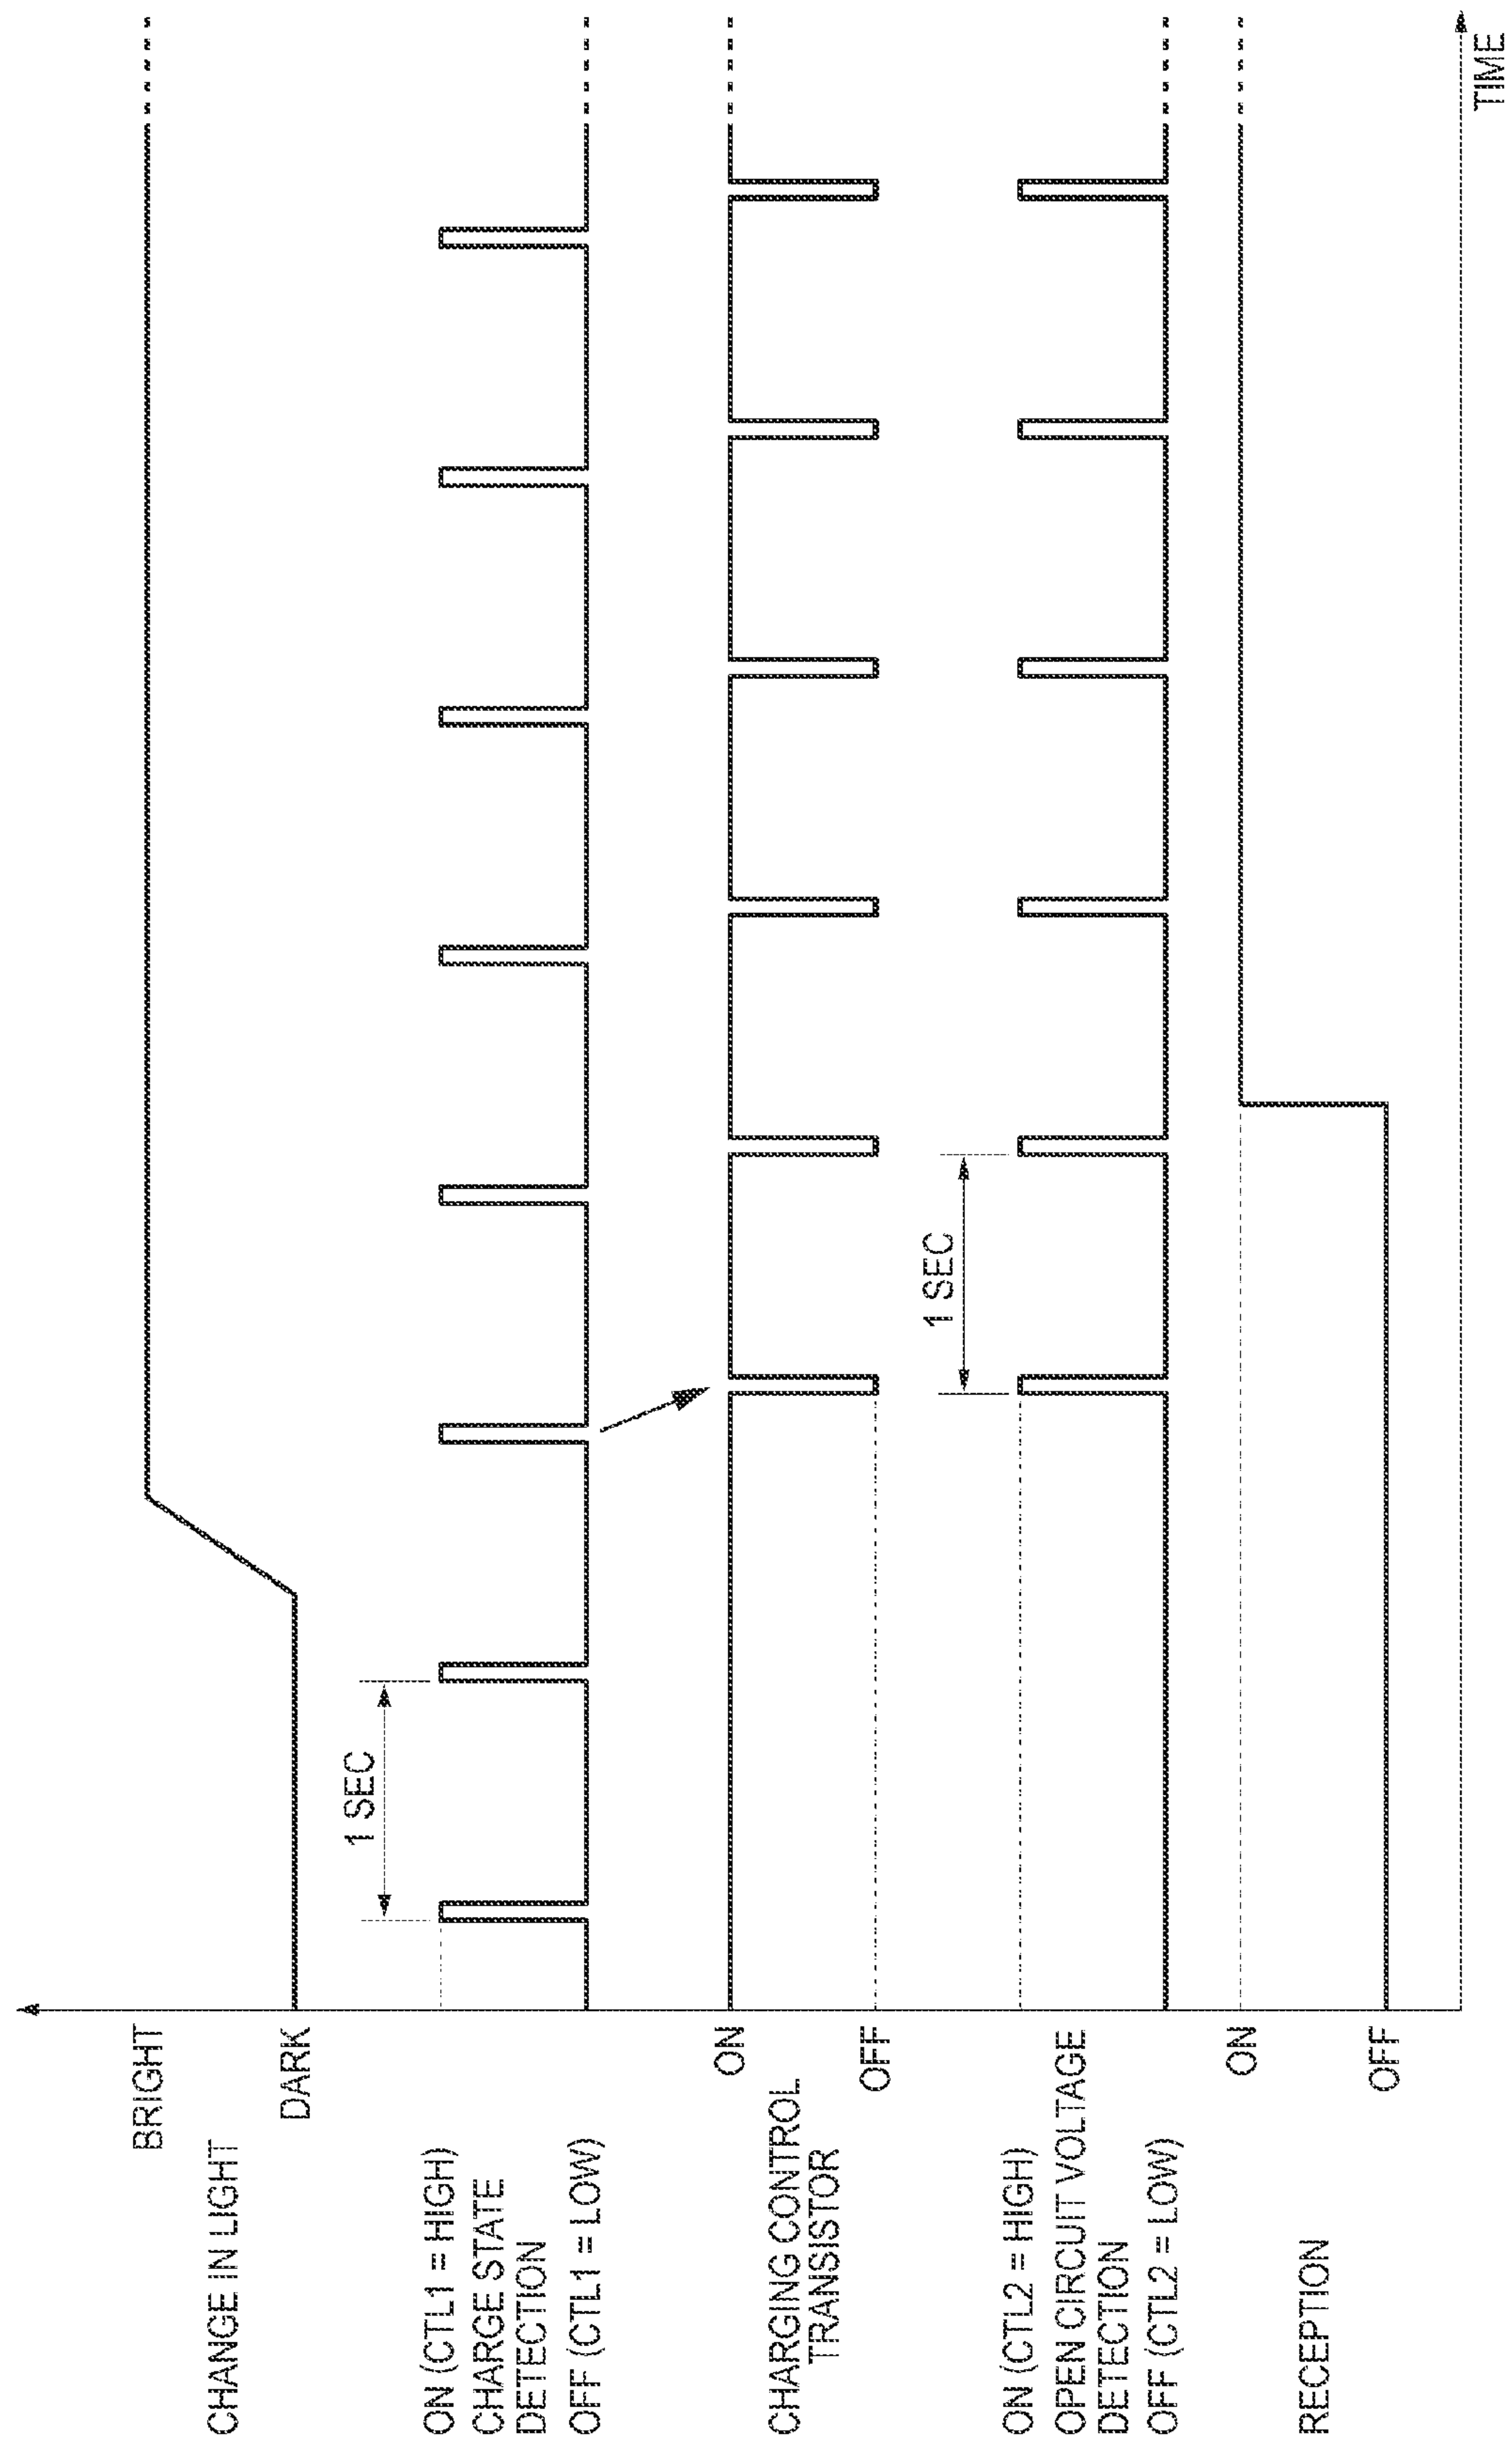 BRIGHT
CHANGE IN LIGHT
DARK
1 SEC
ON (CTL1 = HIGH)
CHARGE STATE
DETECTION
OFF (CTL1 = LOW)
ON
CHARGING CONTROL
TRANSISTOR
OFF
1 SEC
ON (CTL2 = HIGH)
OPEN CIRCUIT VOLTAGE
DETECTION
OFF (CTL2 = LOW)
ON
RECEPTION
OFF
TIME